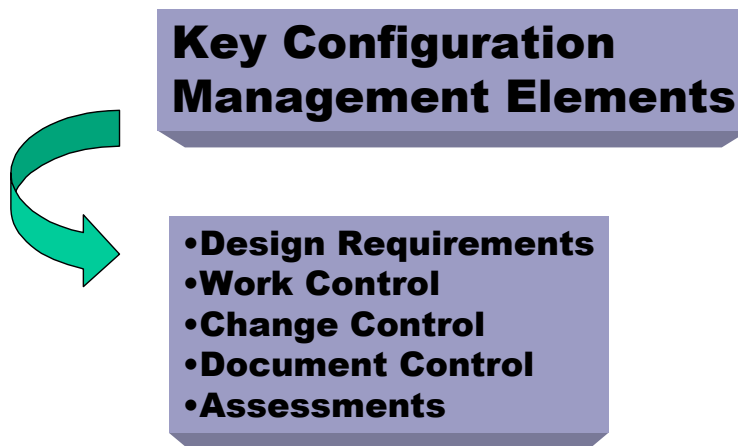 Key Configuration
Management Elements
•Design Requirements
•Work Control
•Change Control
•Document Control
•Assessments